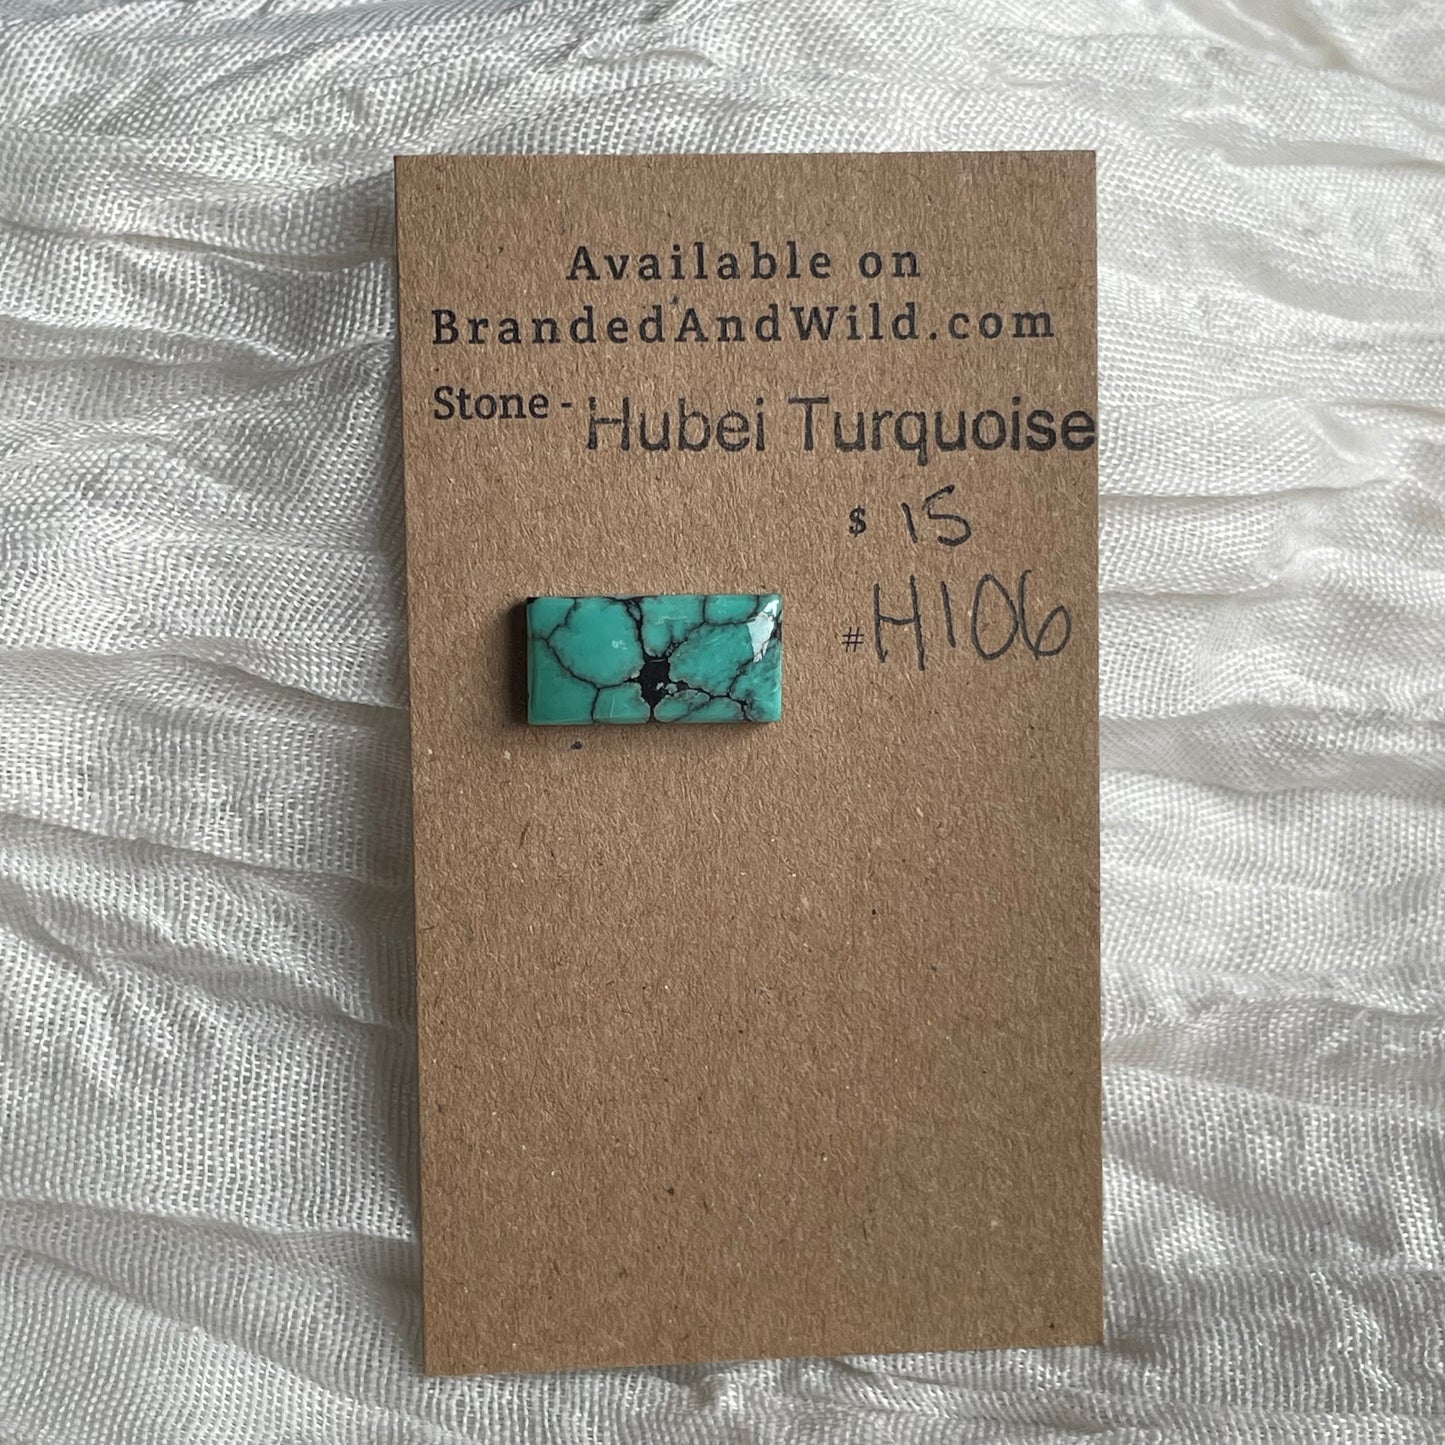 Available on
BrandedAndWild.com
Stone - Hubei Turquoise
$ 15
# H106